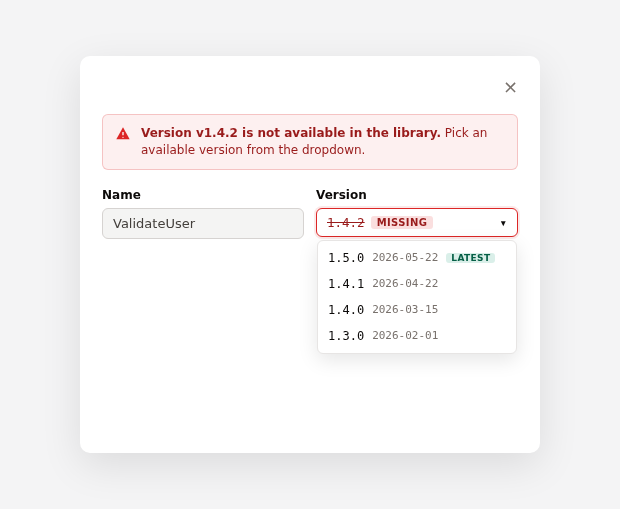 Version v1.4.2 is not available in the library. Pick an
available version from the dropdown.
Name
Version
ValidateUser
1.4.2 MISSING
1.5.0 2026-05-22 LATEST
1.4.1 2026-04-22
1.4.0 2026-03-15
1.3.0 2026-02-01